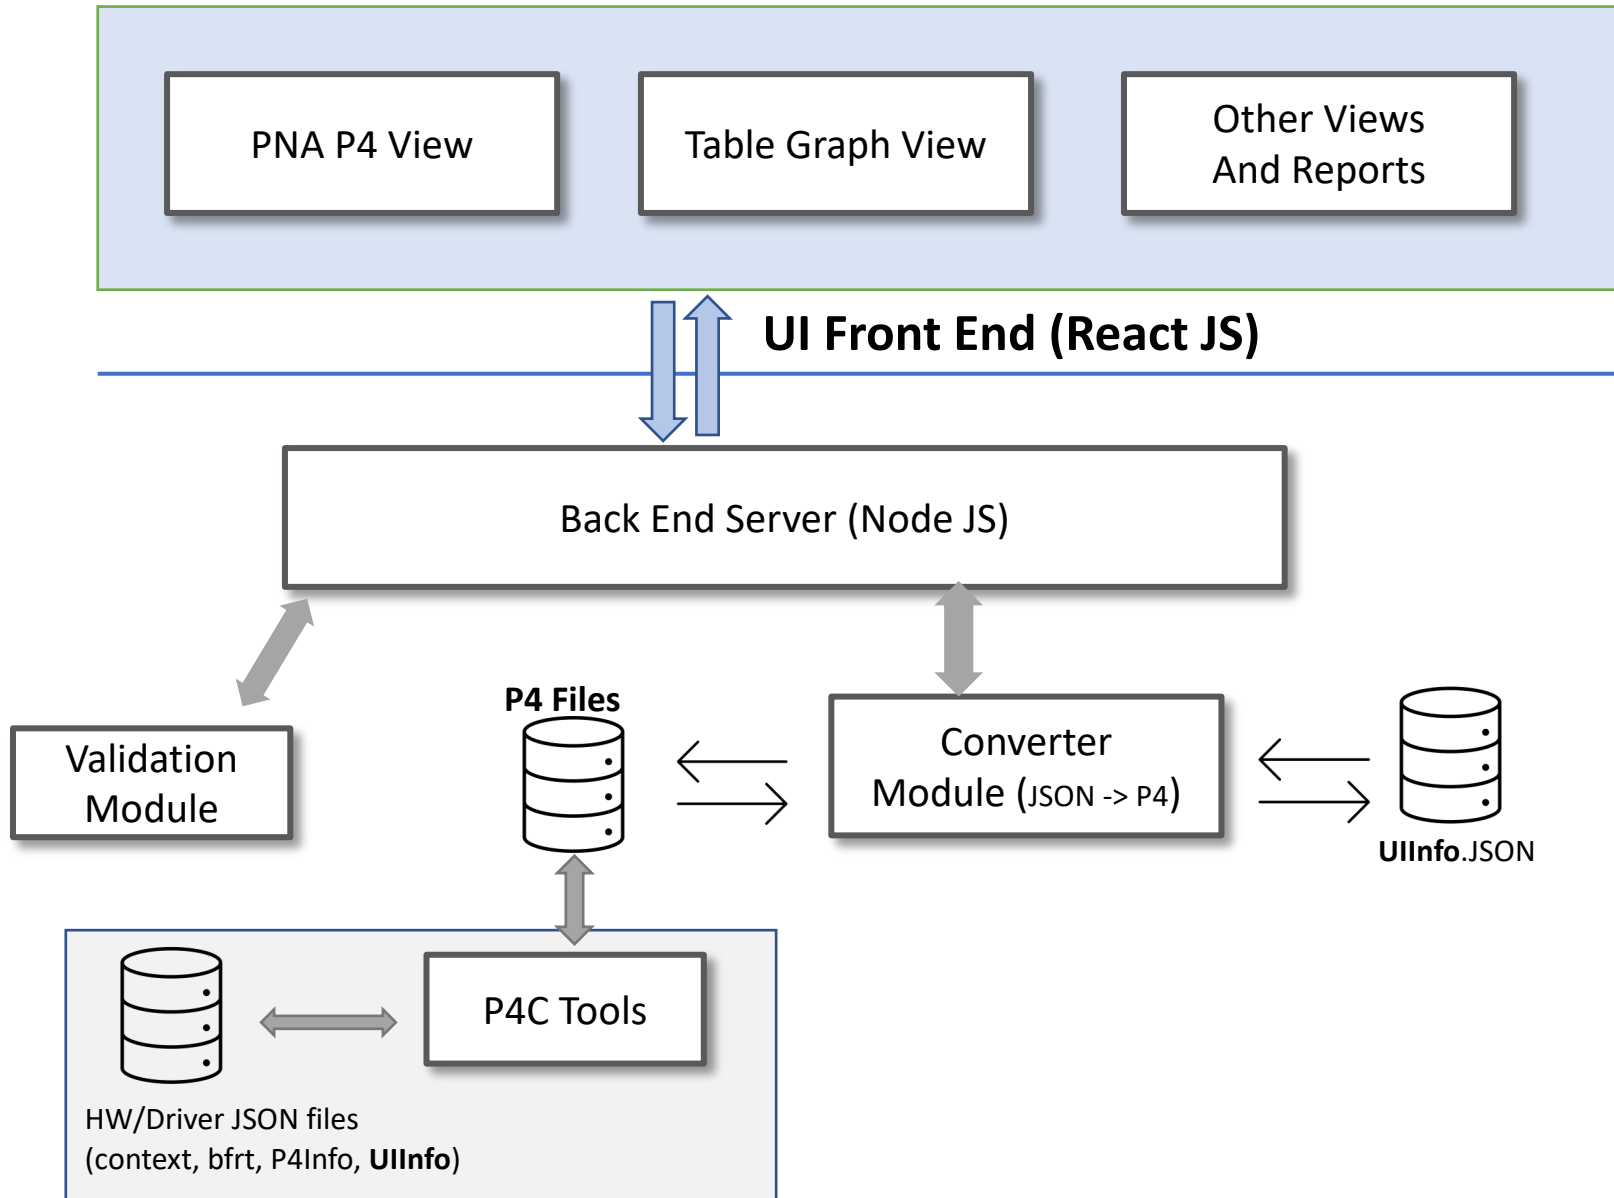 PNA P4 View
Table Graph View
Other Views
And Reports
UI Front End (React JS)
Back End Server (Node JS)
P4 Files
Validation
Module
Converter
Module (JSON -> P4)
UIInfo.JSON
P4C Tools
HW/Driver JSON files
(context, bfrt, P4Info, UIInfo)